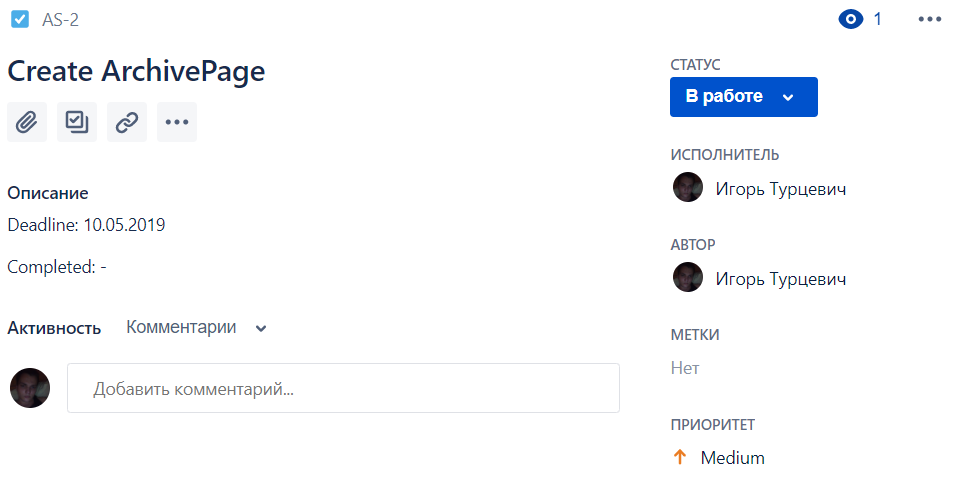 AS-2
1
Create ArchivePage
Описание
Deadline: 10.05.2019
Completed: -
Активность Комментарии
Добавить комментарий...
СТАТУС
В работе
ИСПОЛНИТЕЛЬ
Игорь Турцевич
АВТОР
Игорь Турцевич
МЕТКИ
Нет
ПРИОРИТЕТ
Medium